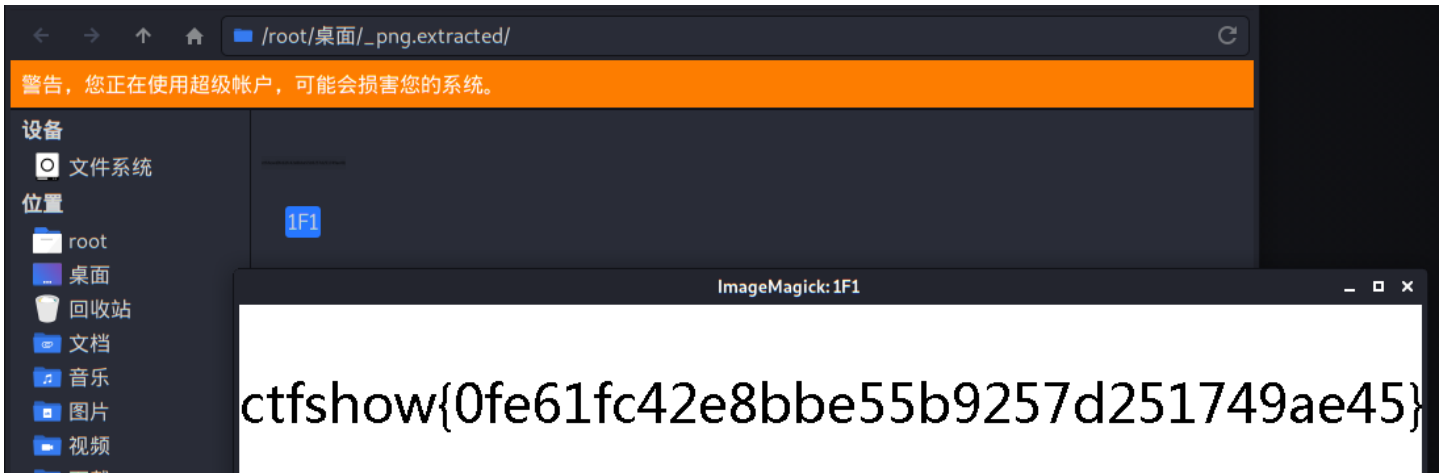 /root/桌面/_png.extracted/
警告，您正在使用超级帐户，可能会损害您的系统。
设备
文件系统
位置
1F1
root
桌面
ImageMagick: 1F1
回收站
文档
音乐
ctfshow{0fe61fc42e8bbe55b9257d251749ae45}
图片
视频